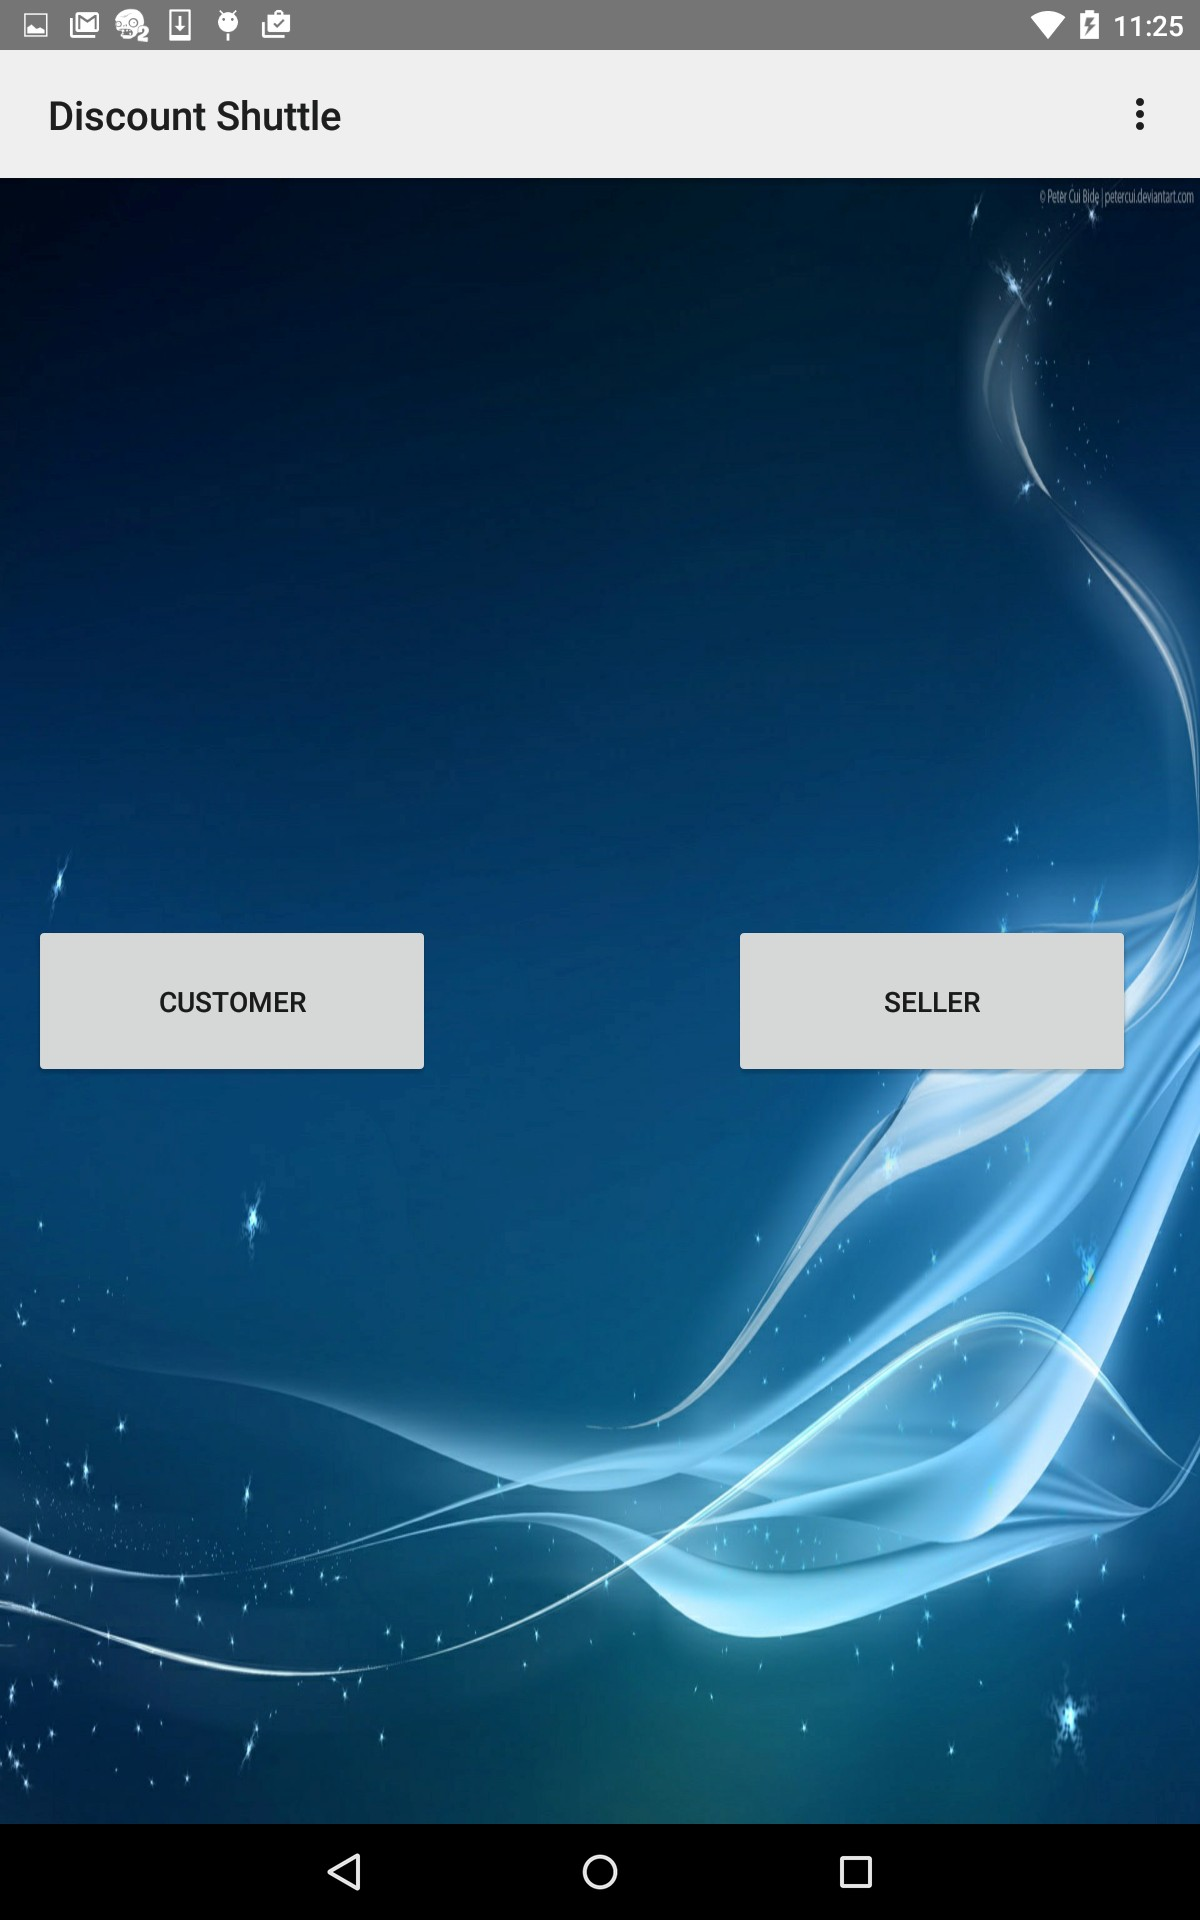 11:25
Discount Shuttle
© Peter Cui Bide | petercui.deviantart.com
CUSTOMER
SELLER